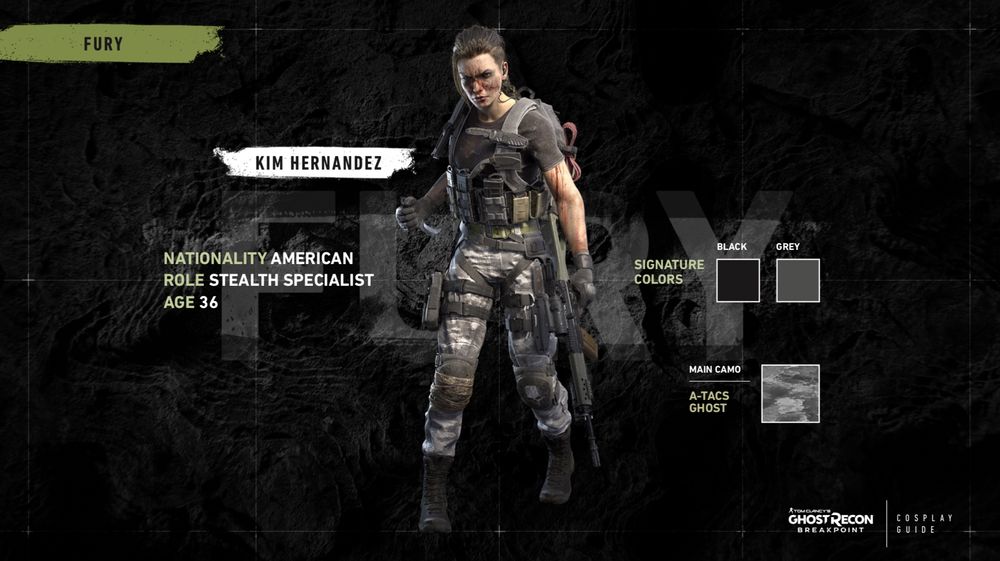 FURY
KIM HERNANDEZ
FURY
NATIONALITY AMERICAN
ROLE STEALTH SPECIALIST
AGE 36
SIGNATURE
COLORS
BLACK
GREY
MAIN CAMO
A-TACS
GHOST
TOM CLANCY'S
GHOST RECON
BREAKPOINT
COSPLAY
GUIDE